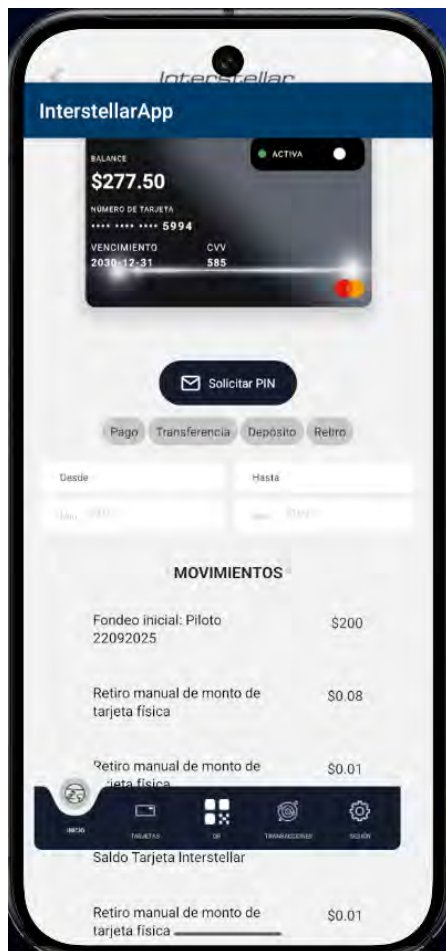 Interstellar
InterstellarApp
BALANCE
ACTIVA
$277.50
NÚMERO DE TARJETA
•••• •••• •••• 5994
VENCIMIENTO CVV
2030-12-31 585
Solicitar PIN
Pago Transferencia Depósito Retiro
Desde Hasta
MOVIMIENTOS
Fondeo inicial: Piloto
22092025
$200
Retiro manual de monto de
tarjeta física
$0.08
Retiro manual de monto de
tarjeta física
$0.01
INICIO TARJETAS QR TRANSACCIONES SESIÓN
Saldo Tarjeta Interstellar
Retiro manual de monto de
tarjeta física
$0.01